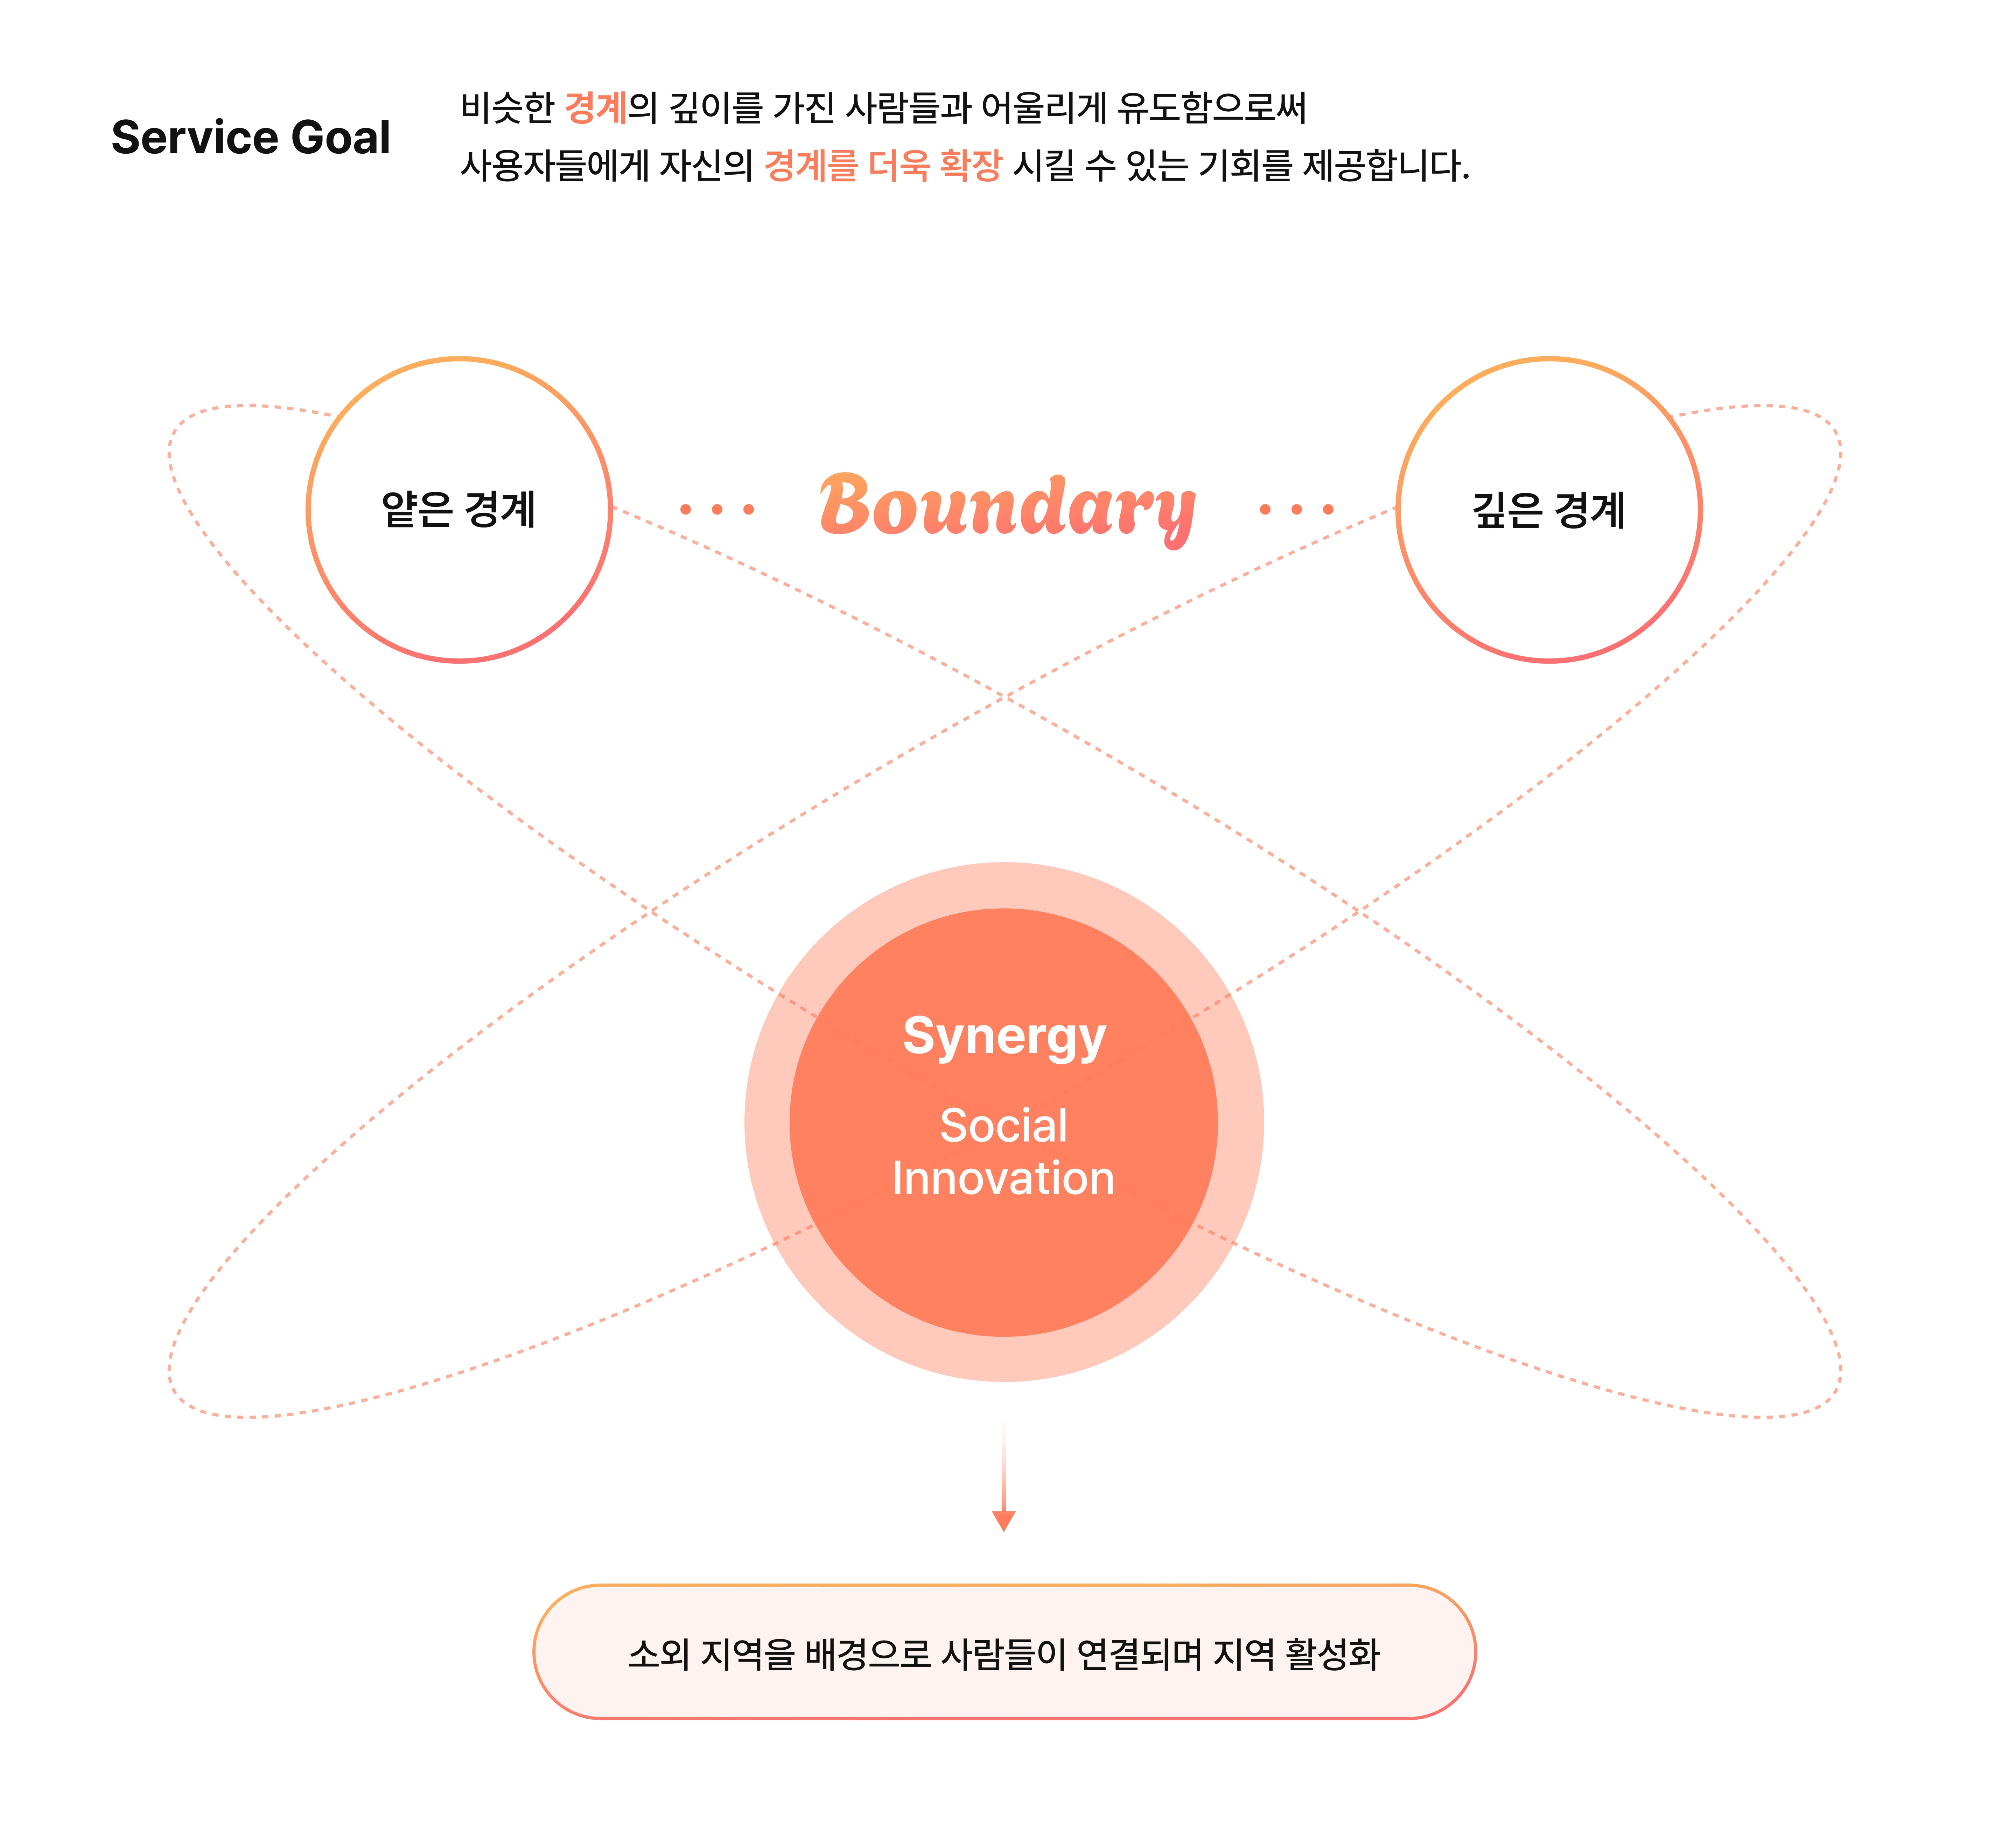 Service Goal
비슷한 경계의 깊이를 가진 사람들과 어울리게 유도함으로써
사용자들에게 자신의 경계를 더욱 확장 시킬 수 있는 기회를 제공합니다.
얕은 경계
Boundary
깊은 경계
Synergy
Social
Innovation
소외 지역을 배경으로 사람들이 연결되며 지역 활성화